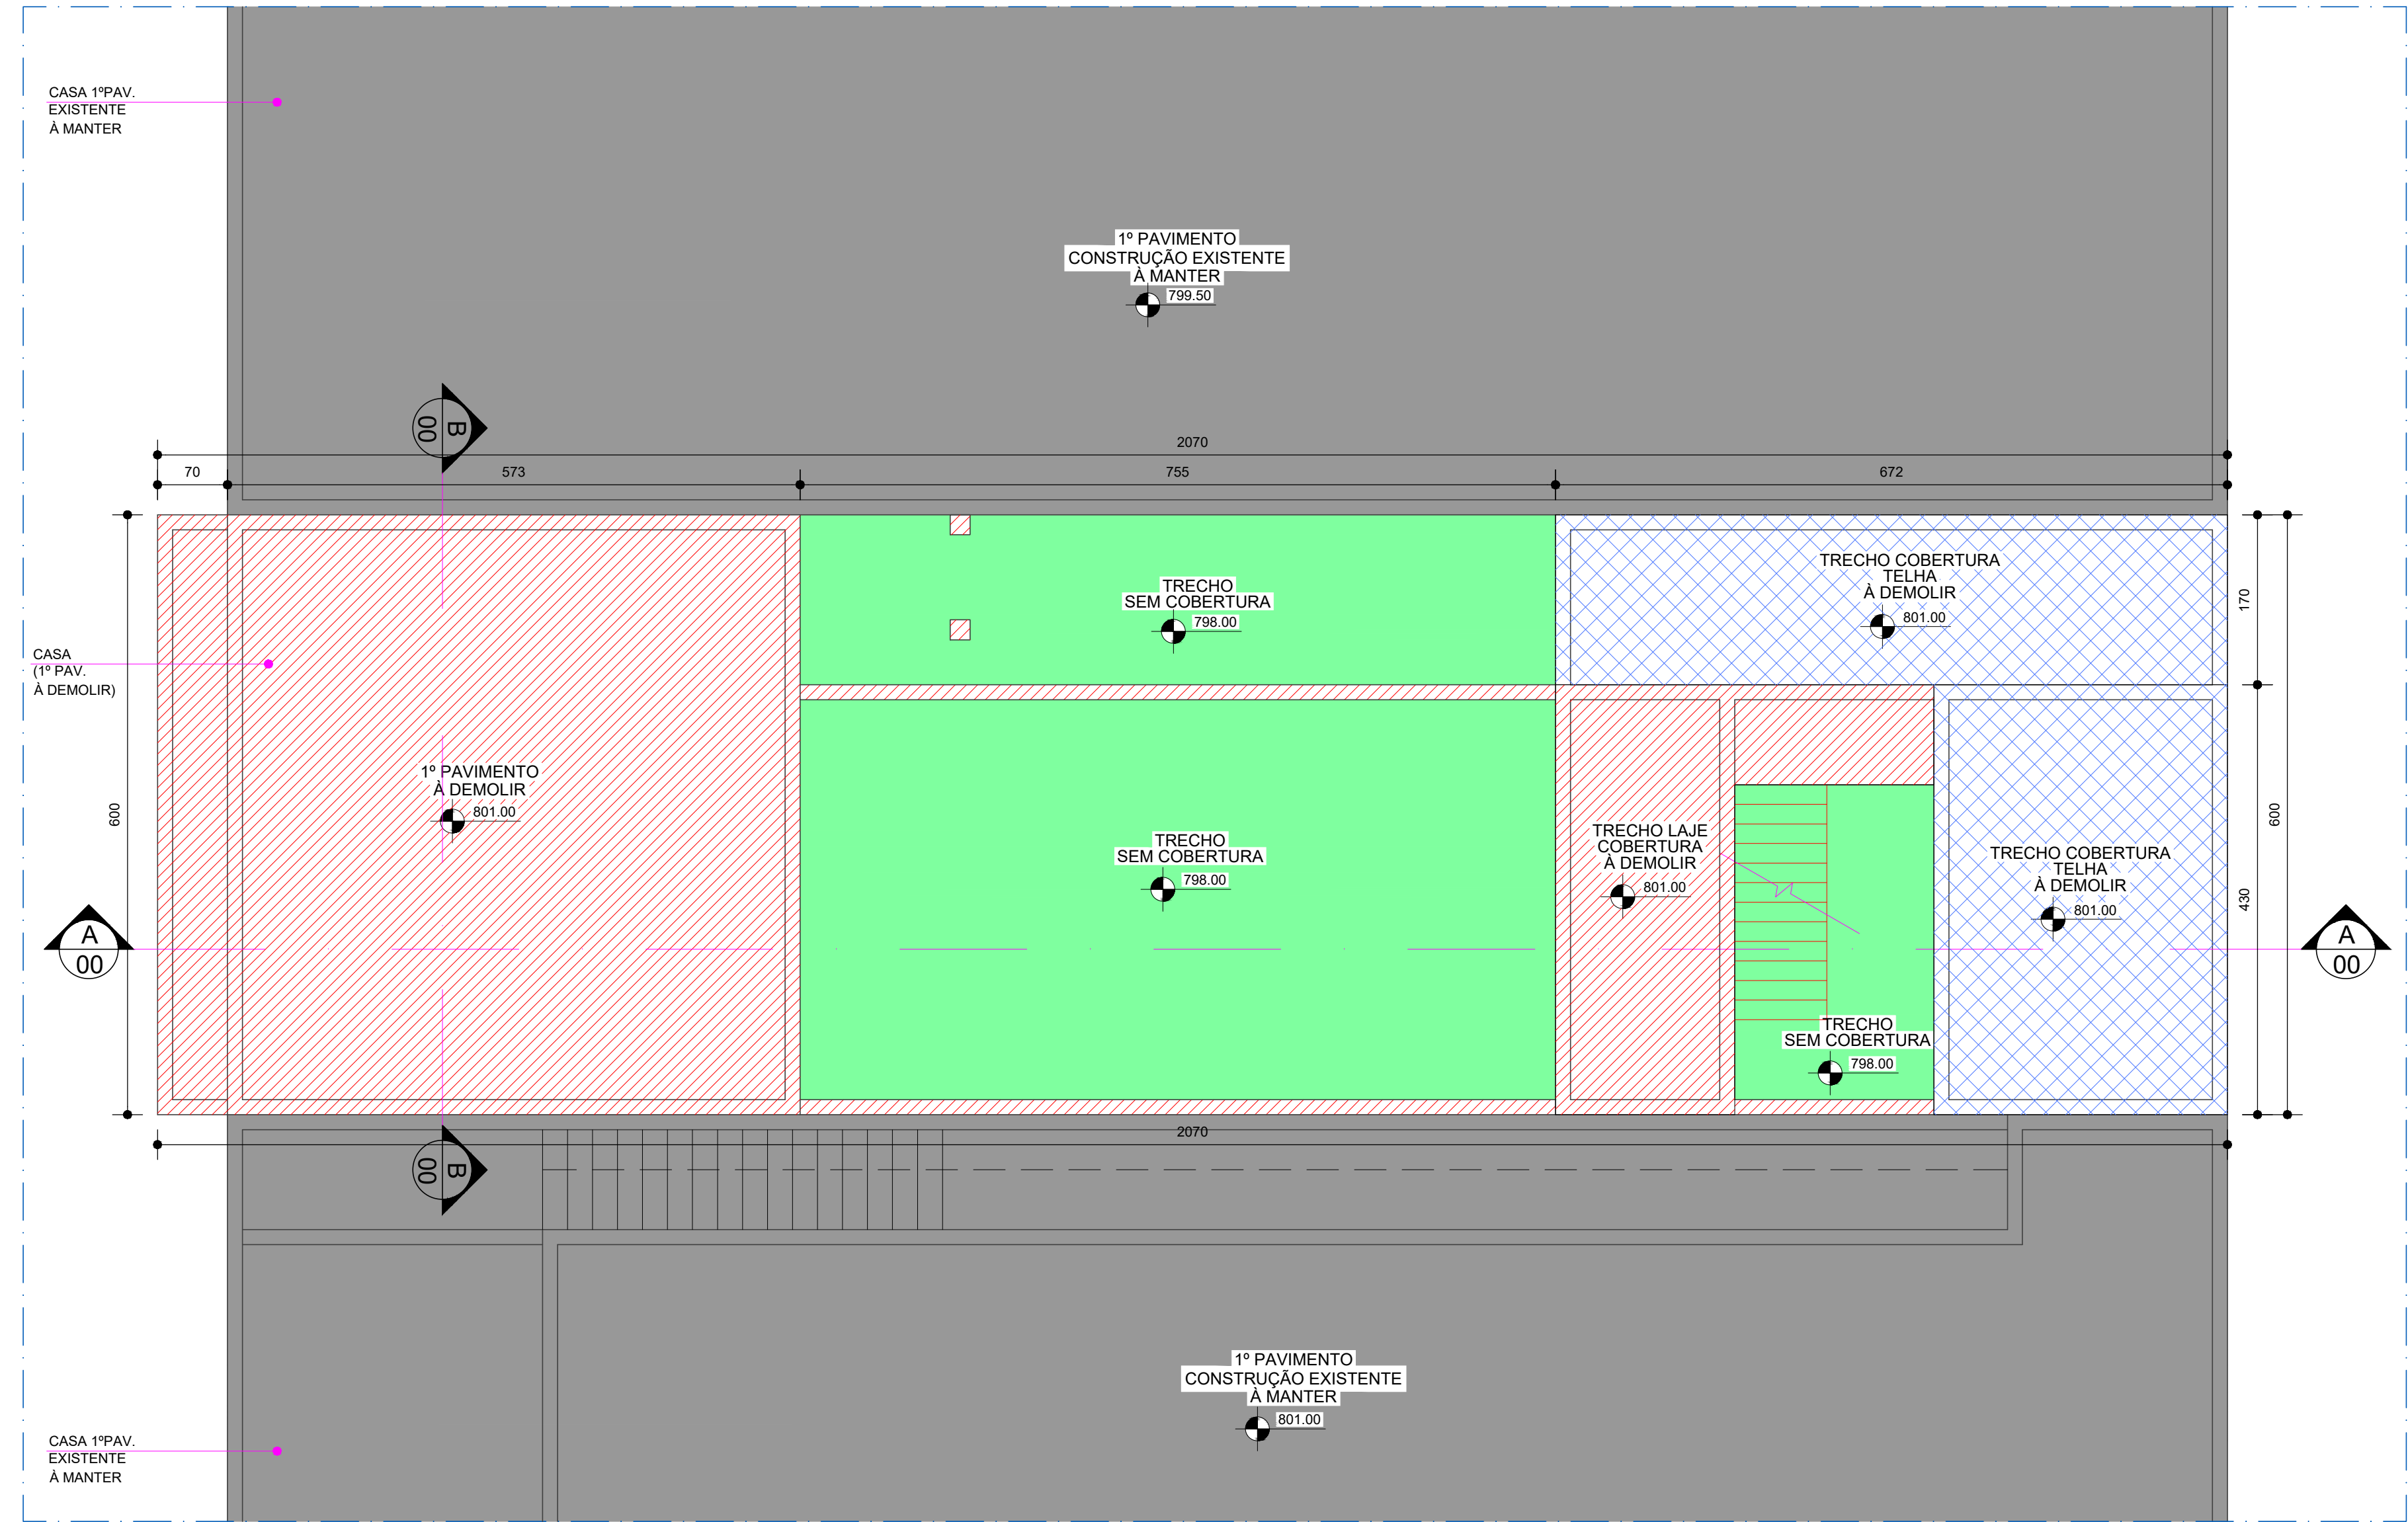 CASA 1ºPAV.
EXISTENTE
À MANTER
1º PAVIMENTO
CONSTRUÇÃO EXISTENTE
À MANTER
799.50
B
00
2070
70
573
755
672
TRECHO
SEM COBERTURA
798.00
TRECHO COBERTURA
TELHA
À DEMOLIR
801.00
170
CASA
(1º PAV.
À DEMOLIR)
1º PAVIMENTO
À DEMOLIR
801.00
600
TRECHO
SEM COBERTURA
798.00
TRECHO LAJE
COBERTURA
À DEMOLIR
801.00
TRECHO COBERTURA
TELHA
À DEMOLIR
801.00
430
600
A
00
A
00
TRECHO
SEM COBERTURA
798.00
2070
B
00
1º PAVIMENTO
CONSTRUÇÃO EXISTENTE
À MANTER
801.00
CASA 1ºPAV.
EXISTENTE
À MANTER